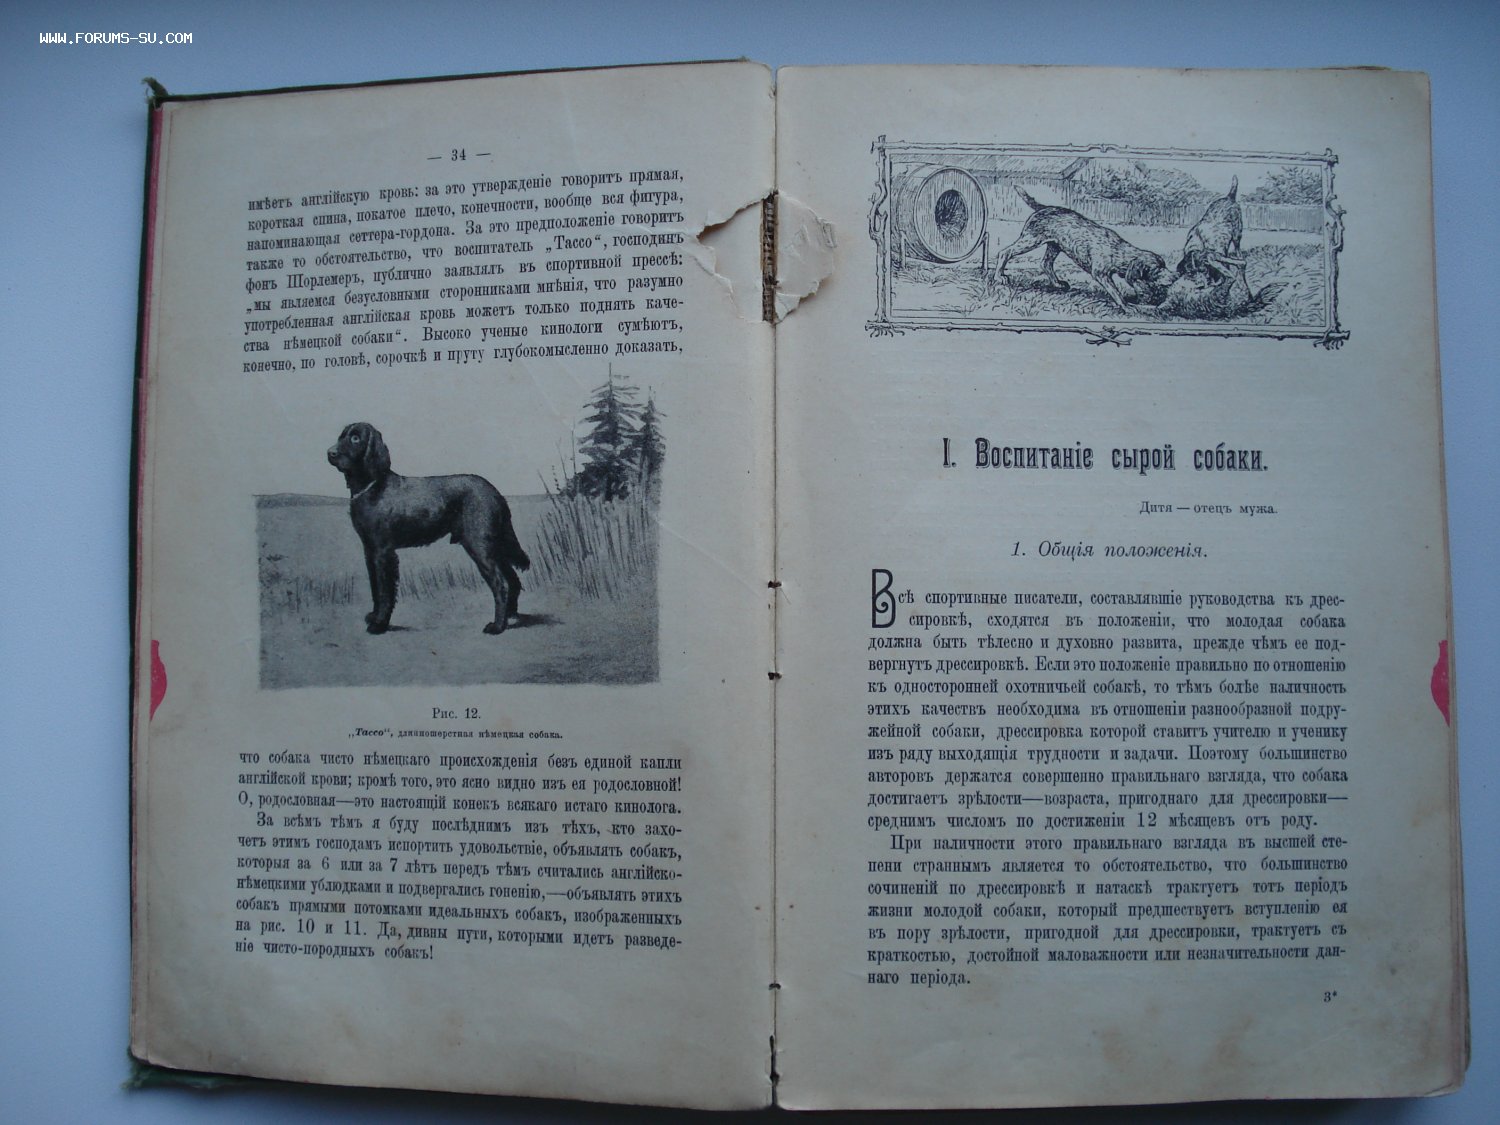 WWW.FORUMS-SU.COM
— 34 —
имѣетъ англійскую кровь: за это утвержденіе говоритъ прямая,
короткая спина, покатое плечо, конечности, вообще вся фигура,
напоминающая сеттера-гордона. За это предположеніе говоритъ
также то обстоятельство, что воспитатель „Тассо“, господинъ
фонъ Шорлемеръ, публично заявлялъ въ спортивной прессѣ:
„мы являемся безусловными сторонниками мнѣнія, что разумно
употребленная англійская кровь можетъ только поднять каче-
ства нѣмецкой собаки“. Высоко ученые кинологи сумѣютъ,
конечно, по головѣ, сорочкѣ и пруту глубокомысленно доказать,
Рис. 12.
„Тассо“, длинношерстная нѣмецкая собака.
что собака чисто нѣмецкаго происхожденія безъ единой капли
англійской крови; кромѣ того, это ясно видно изъ ея родословной!
О, родословная—это настоящій конекъ всякаго истаго кинолога.
За всѣмъ тѣмъ я буду послѣднимъ изъ тѣхъ, кто захо-
четъ этимъ господамъ испортить удовольствіе, объявлять собакъ,
которыя за 6 или за 7 лѣтъ передъ тѣмъ считались англійско-
нѣмецкими ублюдками и подвергались гоненію,—объявлять этихъ
собакъ прямыми потомками идеальныхъ собакъ, изображенныхъ
на рис. 10 и 11. Да, дивны пути, которыми идетъ разведе-
ніе чисто-породныхъ собакъ!
I. Воспитаніе сырой собаки.
Дитя — отецъ мужа.
1. Общія положенія.
Всѣ спортивные писатели, составлявшіе руководства къ дрес-
сировкѣ, сходятся въ положеніи, что молодая собака
должна быть тѣлесно и духовно развита, прежде чѣмъ ее под-
вергнутъ дрессировкѣ. Если это положеніе правильно по отношенію
къ односторонней охотничьей собакѣ, то тѣмъ болѣе наличность
этихъ качествъ необходима въ отношеніи разнообразной подру-
жейной собаки, дрессировка которой ставитъ учителю и ученику
изъ ряду выходящія трудности и задачи. Поэтому большинство
авторовъ держатся совершенно правильнаго взгляда, что собака
достигаетъ зрѣлости—возраста, пригоднаго для дрессировки—
среднимъ числомъ по достиженіи 12 мѣсяцевъ отъ роду.
При наличности этого правильнаго взгляда въ высшей сте-
пени страннымъ является то обстоятельство, что большинство
сочиненій по дрессировкѣ и натаскѣ трактуетъ тотъ періодъ
жизни молодой собаки, который предшествуетъ вступленію ея
въ пору зрѣлости, пригодной для дрессировки, трактуетъ съ
краткостью, достойной маловажности или незначительности дан-
наго періода.
3*